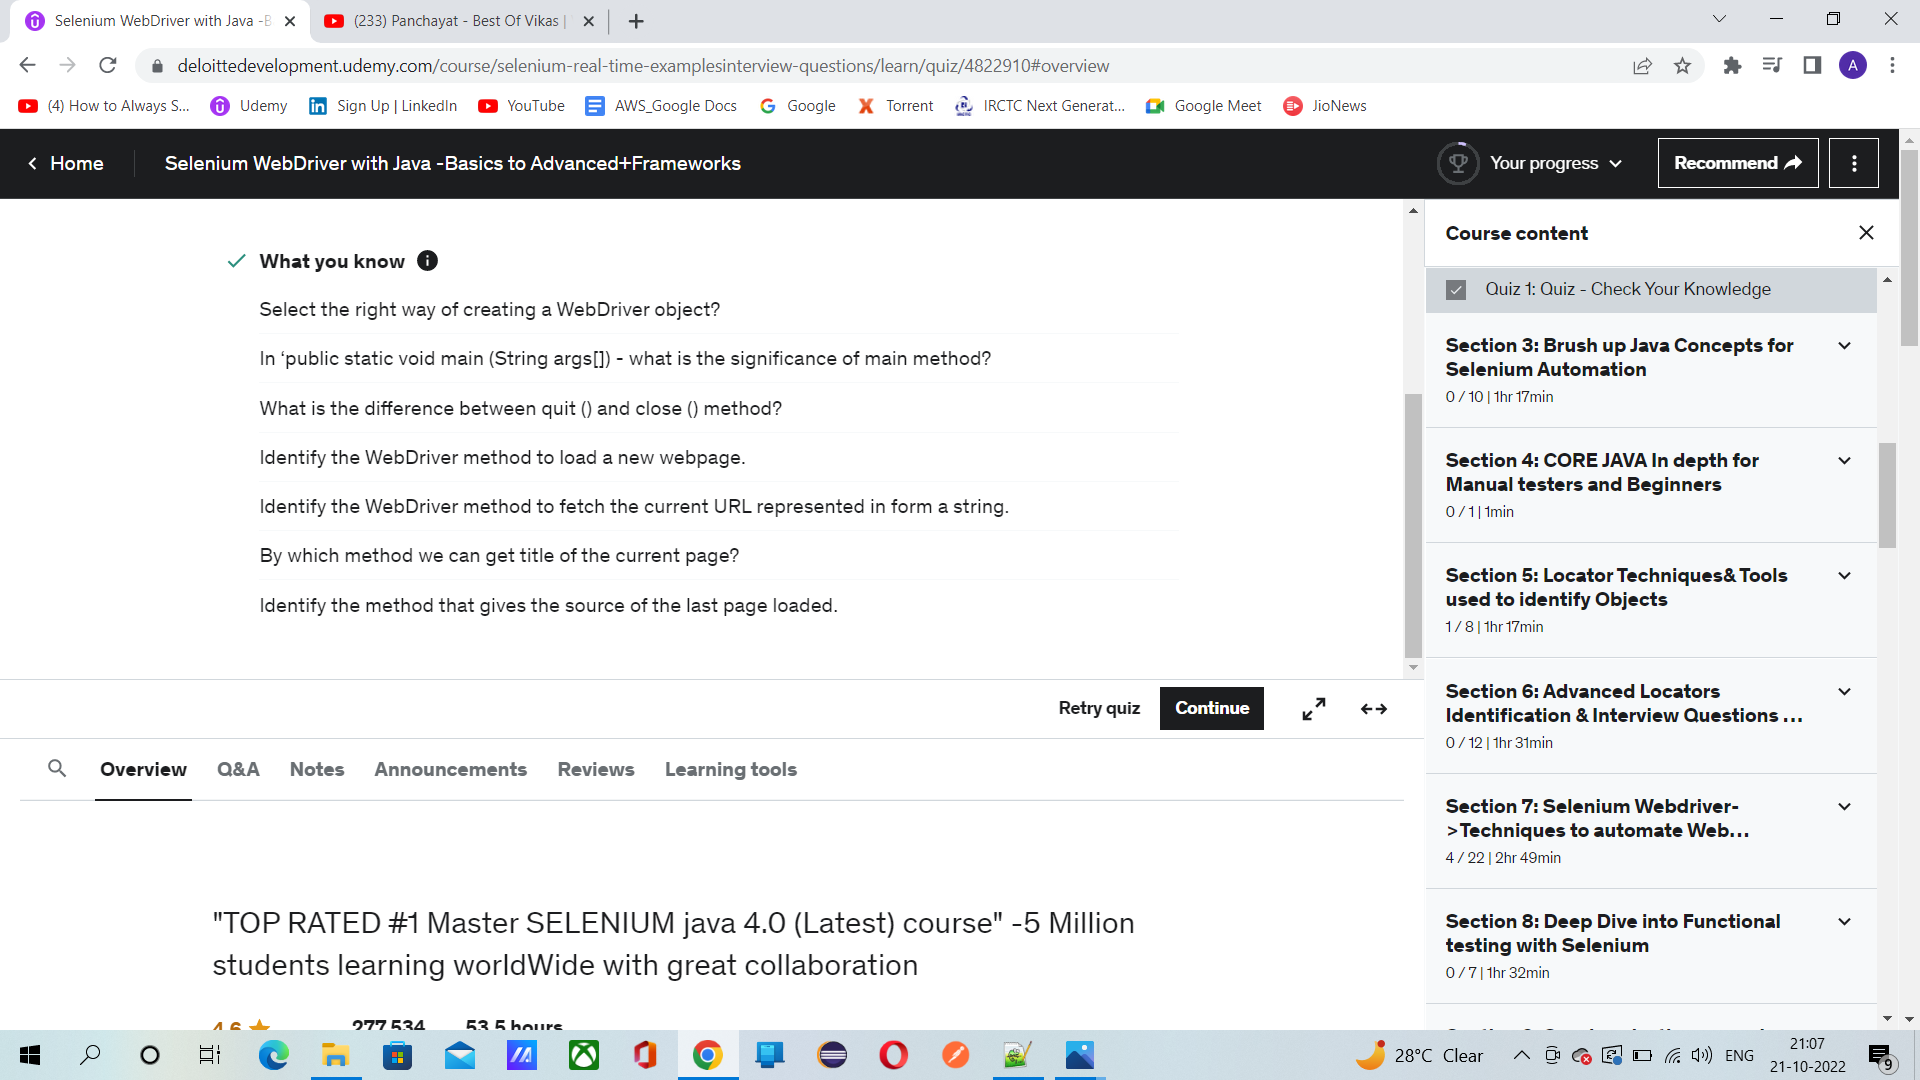 Selenium WebDriver with Java -B
(233) Panchayat - Best Of Vikas |
deloittedevelopment.udemy.com/course/selenium-real-time-examplesinterview-questions/learn/quiz/4822910#overview
A
(4) How to Always S...
Udemy
Sign Up | LinkedIn
YouTube
AWS_Google Docs
Google
Torrent
IRCTC Next Generat...
Google Meet
JioNews
Home
Selenium WebDriver with Java -Basics to Advanced+Frameworks
Your progress
Recommend
What you know
Select the right way of creating a WebDriver object?
In ‘public static void main (String args[]) - what is the significance of main method?
What is the difference between quit () and close () method?
Identify the WebDriver method to load a new webpage.
Identify the WebDriver method to fetch the current URL represented in form a string.
By which method we can get title of the current page?
Identify the method that gives the source of the last page loaded.
Retry quiz
Continue
Overview
Q&A
Notes
Announcements
Reviews
Learning tools
"TOP RATED #1 Master SELENIUM java 4.0 (Latest) course" -5 Million
students learning worldWide with great collaboration
4.6
277,534
53.5 hours
Course content
Quiz 1: Quiz - Check Your Knowledge
Section 3: Brush up Java Concepts for
Selenium Automation
0 / 10 | 1hr 17min
Section 4: CORE JAVA In depth for
Manual testers and Beginners
0 / 1 | 1min
Section 5: Locator Techniques& Tools
used to identify Objects
1 / 8 | 1hr 17min
Section 6: Advanced Locators
Identification & Interview Questions ...
0 / 12 | 1hr 31min
Section 7: Selenium Webdriver-
>Techniques to automate Web...
4 / 22 | 2hr 49min
Section 8: Deep Dive into Functional
testing with Selenium
0 / 7 | 1hr 32min
28°C Clear
ENG
21:07
21-10-2022
9